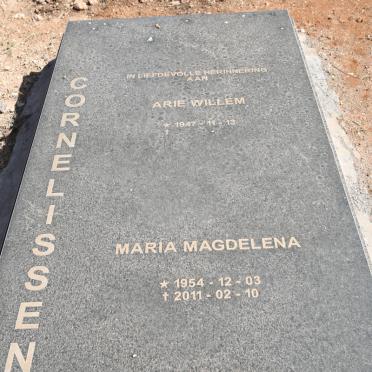 CORNELISSEN
IN LIEFDEVOLLE HERINNERING
AAN
ARIE WILLEM
★ 1947 - 11 - 13
MARIA MAGDELENA
★ 1954 - 12 - 03
† 2011 - 02 - 10